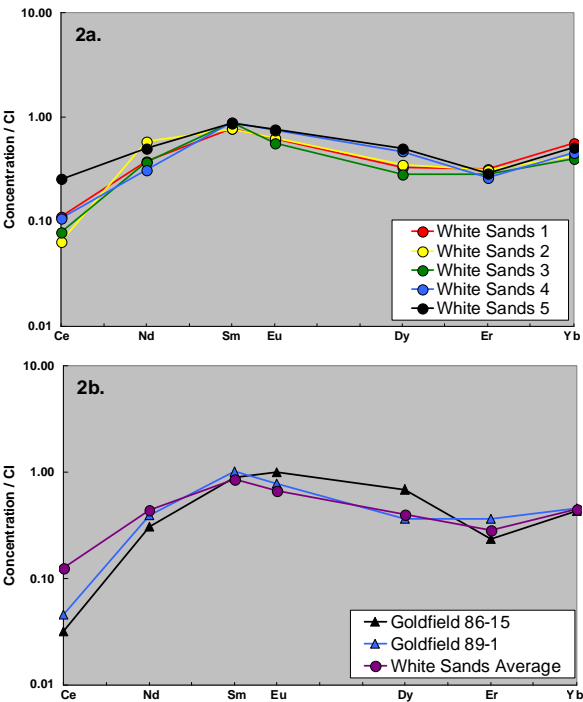 10.00
2a.
1.00
Concentration / CI
0.10
White Sands 1
White Sands 2
White Sands 3
White Sands 4
White Sands 5
0.01
Ce Nd Sm Eu Dy Er Yb
10.00
2b.
1.00
Concentration / CI
0.10
Goldfield 86-15
Goldfield 89-1
White Sands Average
0.01
Ce Nd Sm Eu Dy Er Yb